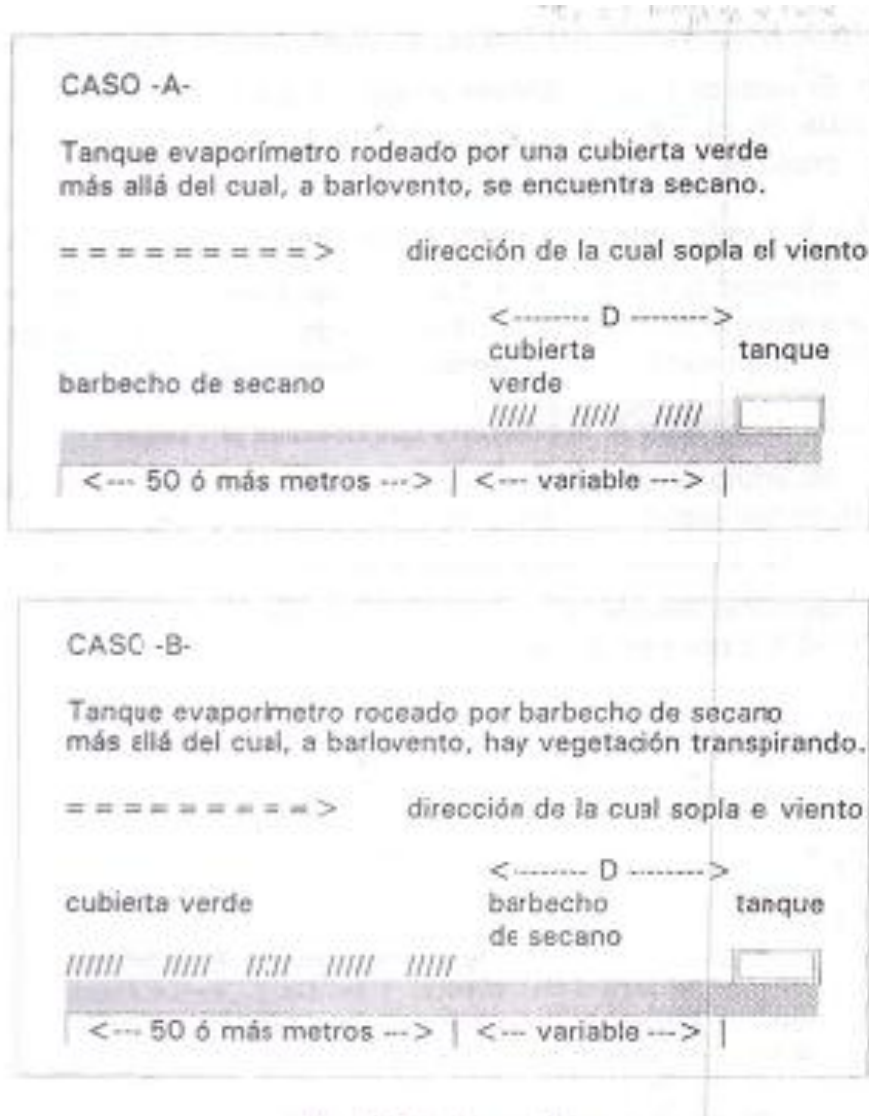 CASO -A-
Tanque evaporímetro rodeado por una cubierta verde
más allá del cual, a barlovento, se encuentra secano.
= = = = = = = = = > dirección de la cual sopla el viento
<-------- D -------->
cubierta tanque
barbecho de secano verde
///// ///// /////
<--- 50 ó más metros ---> | <--- variable ---> |
CASO -B-
Tanque evaporímetro roceado por barbecho de secano
más allá del cual, a barlovento, hay vegetación transpirando.
= = = = = = = = = > dirección de la cual sopla e viento
<-------- D -------->
cubierta verde barbecho tanque
de secano
////// ///// ///// ///// /////
<--- 50 ó más metros ---> | <--- variable ---> |